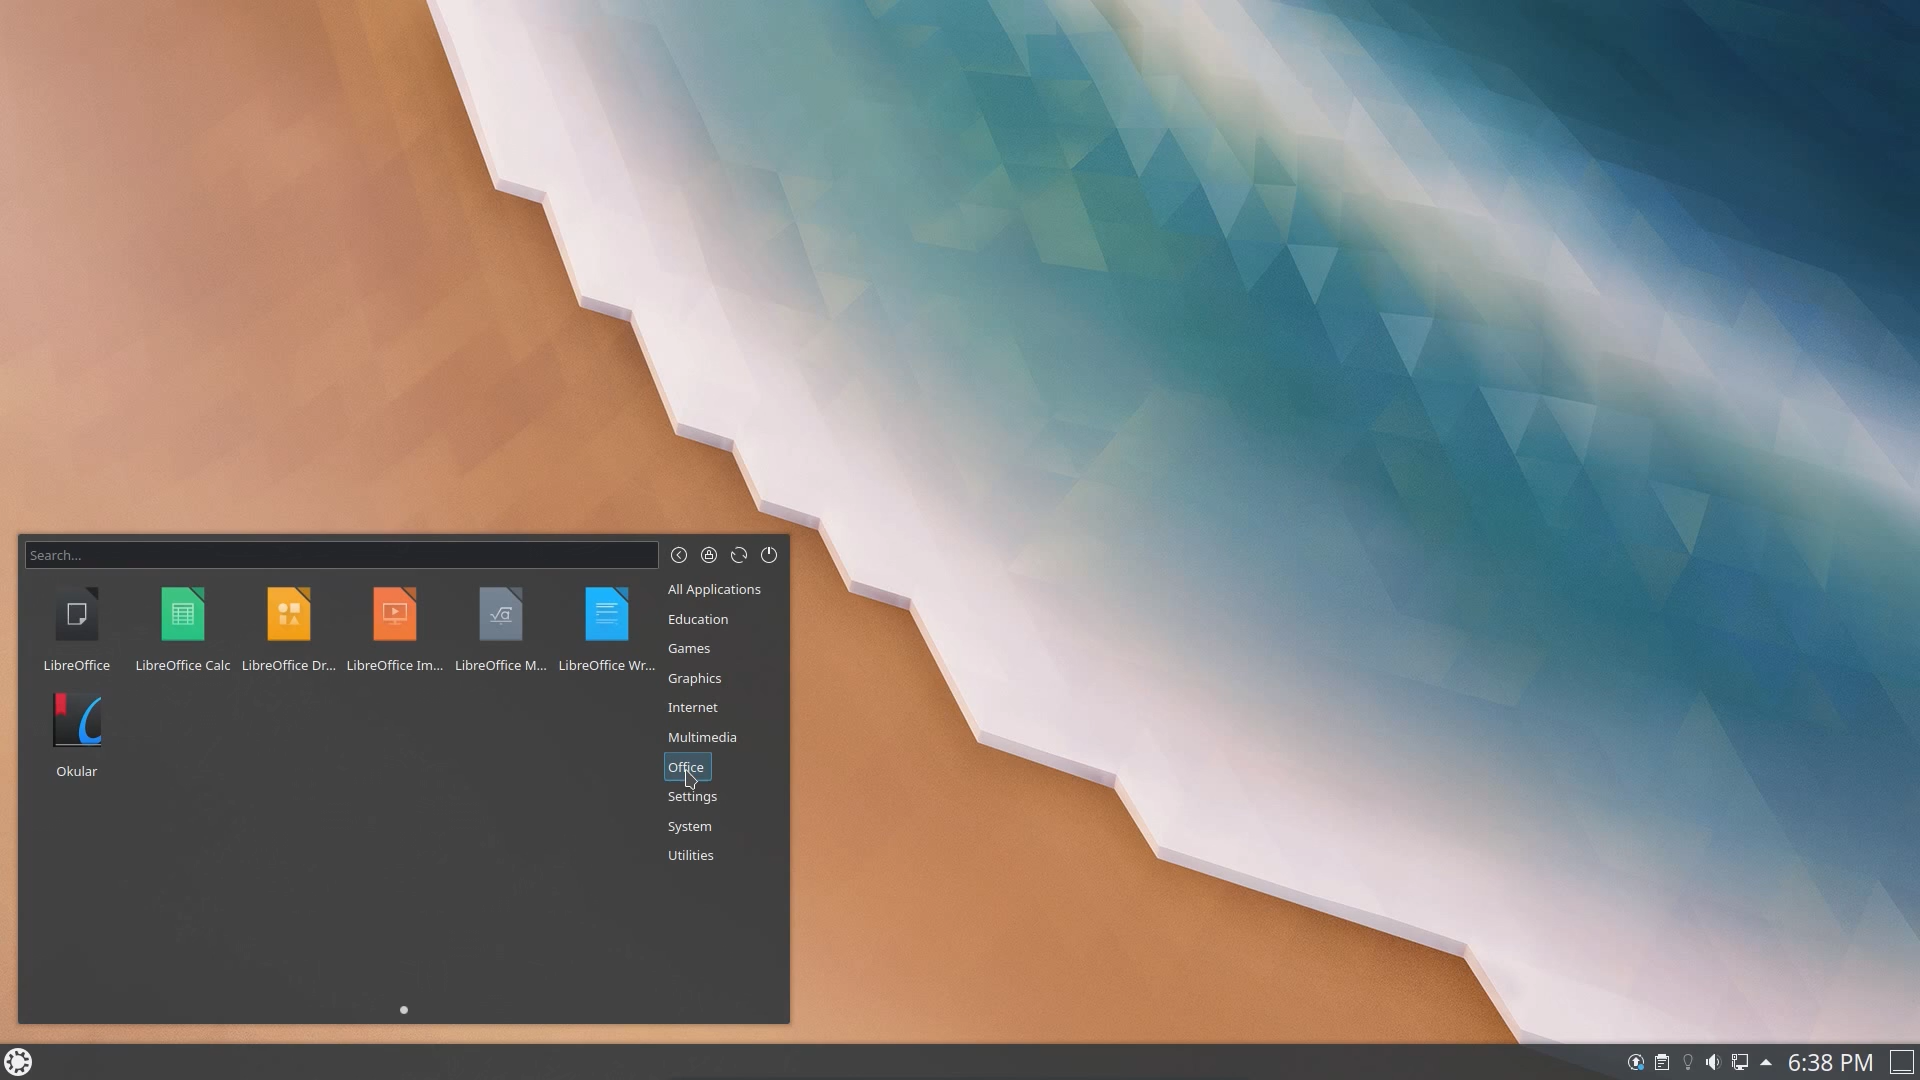 Search...
LibreOffice
LibreOffice Calc
LibreOffice Dr...
LibreOffice Im...
LibreOffice M...
LibreOffice Wr...
Okular
All Applications
Education
Games
Graphics
Internet
Multimedia
Office
Settings
System
Utilities
6:38 PM